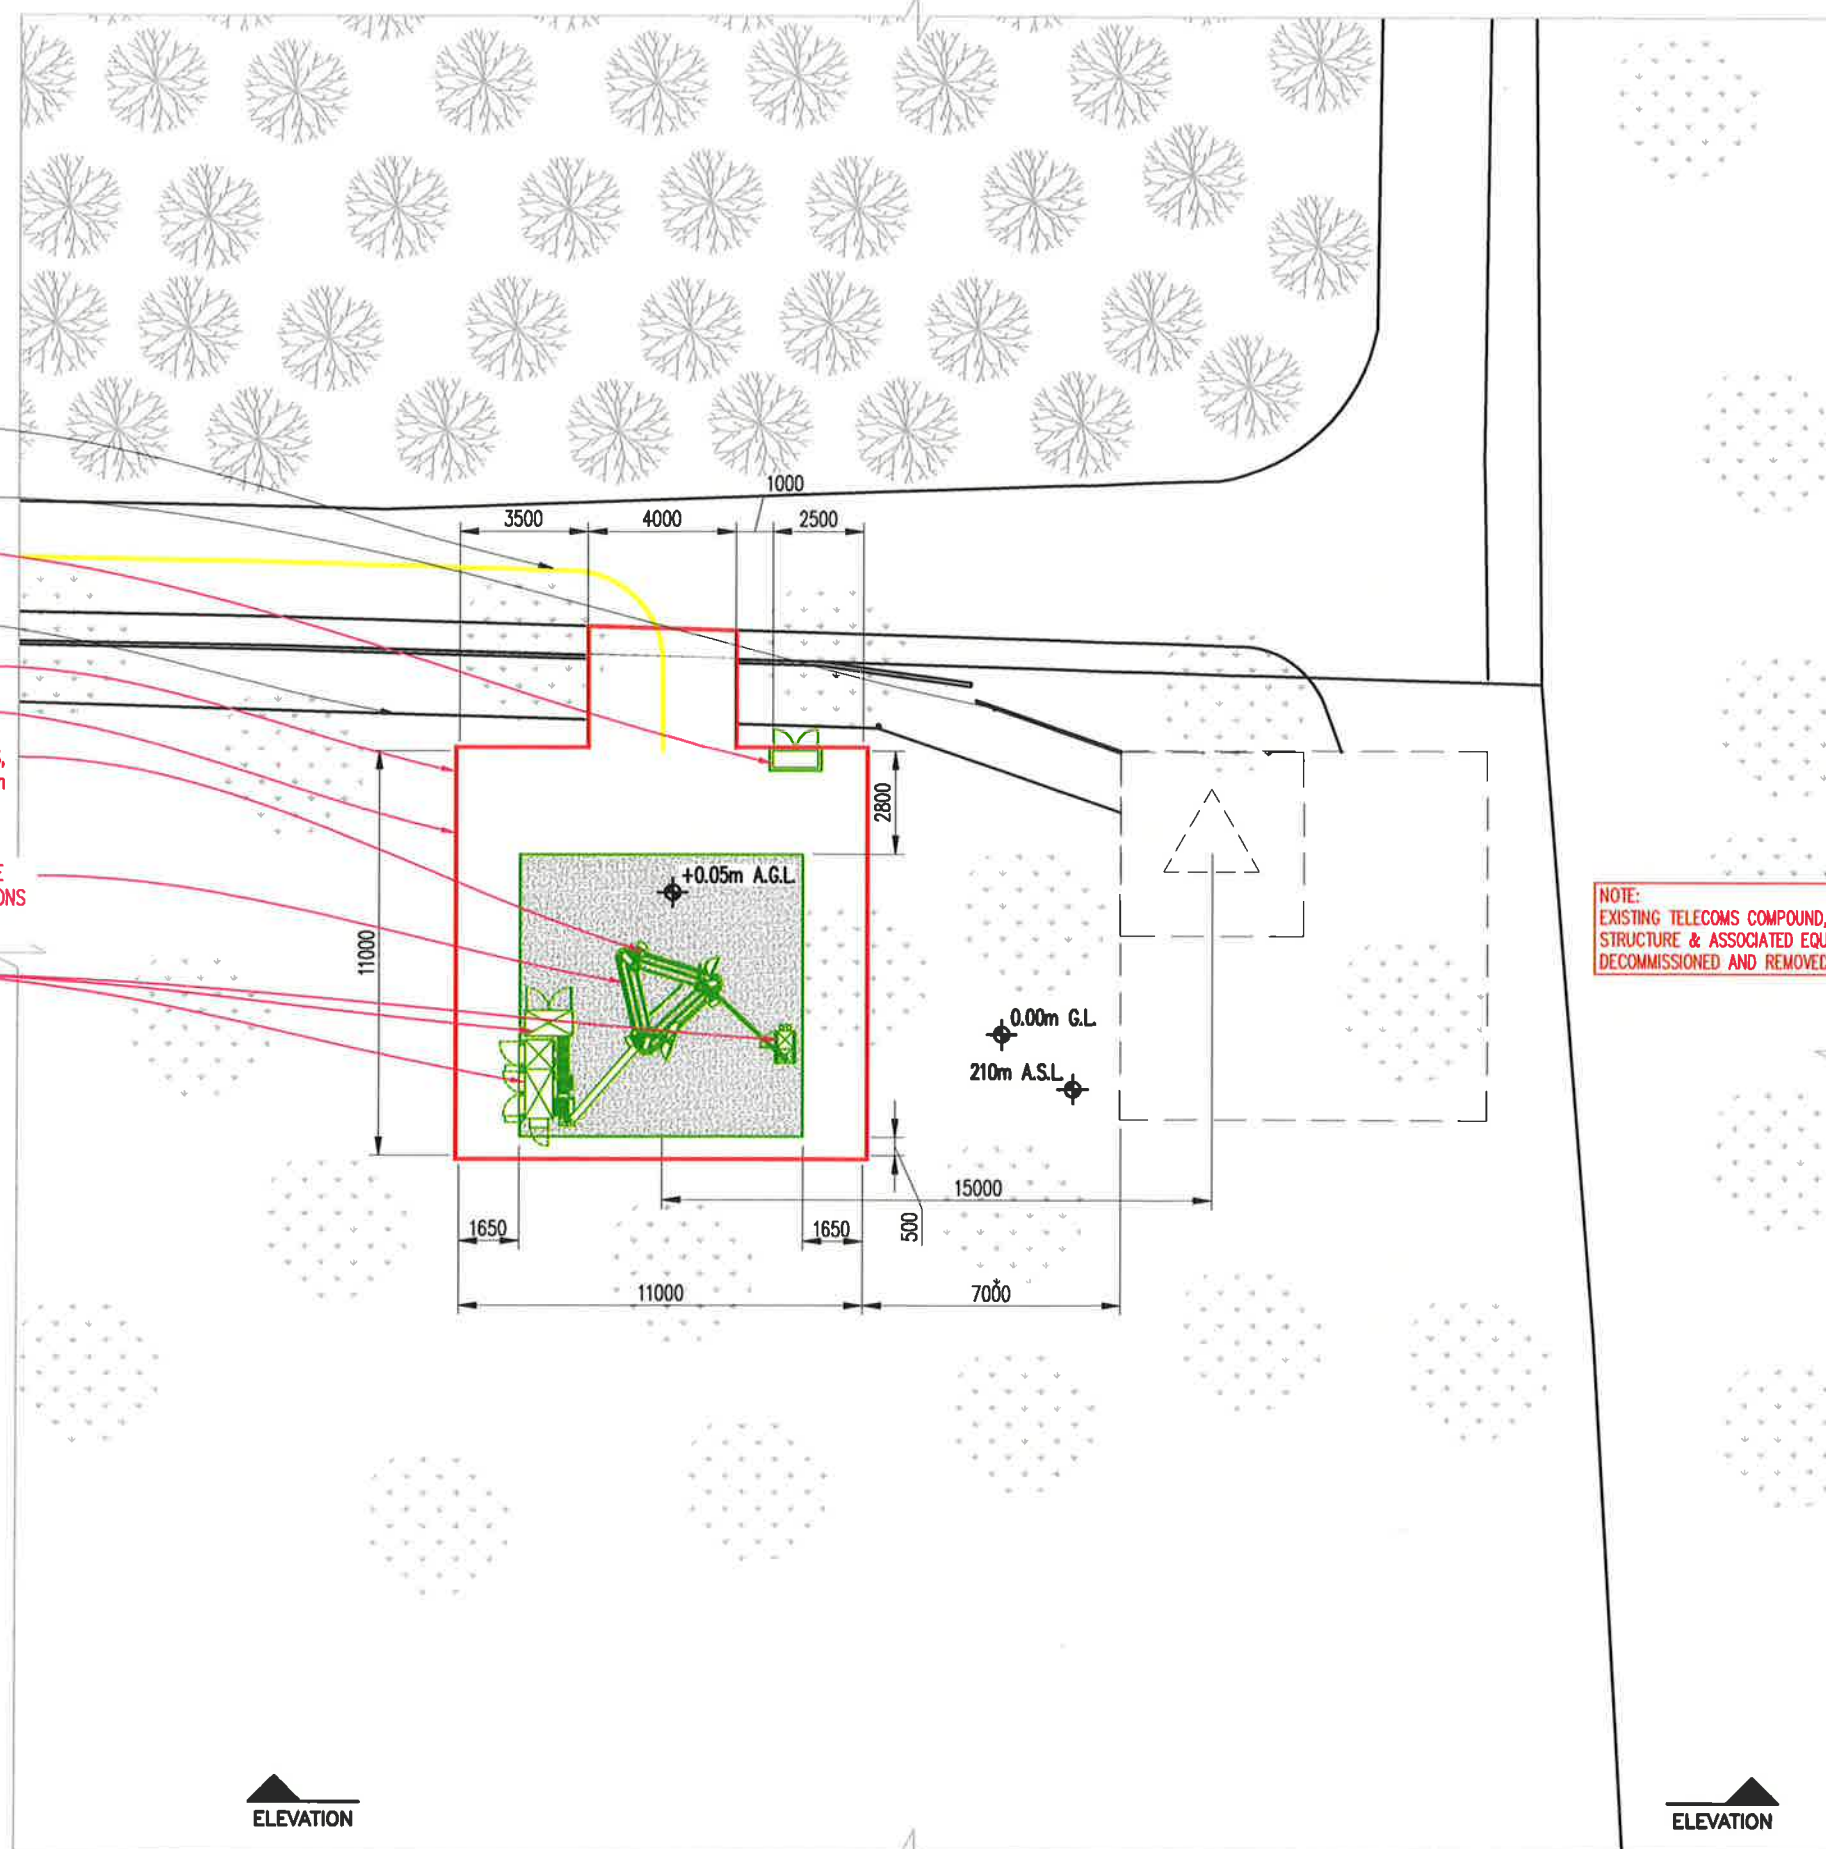 1000
3500
4000
2500
2800
+0.05m A.G.L.
11000
ONS
NOTE:
EXISTING TELECOMS COMPOUND,
STRUCTURE & ASSOCIATED EQU
DECOMMISSIONED AND REMOVED
0.00m G.L.
210m A.S.L.
15000
1650
1650
500
11000
7000
ELEVATION
ELEVATION